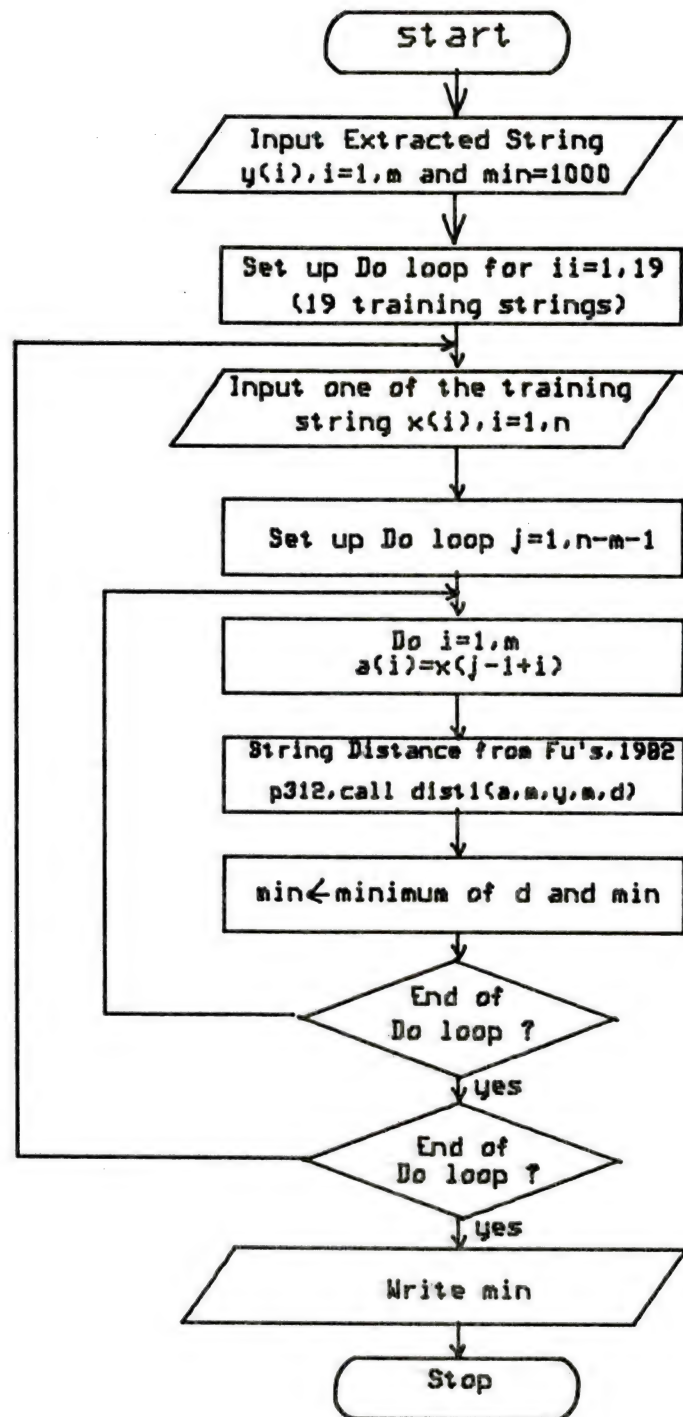 start
Input Extracted String
y(i),i=1,m and min=1000
Set up Do loop for ii=1,19
(19 training strings)
Input one of the training
string x(i),i=1,n
Set up Do loop j=1,n-m-1
Do i=1,m
a(i)=x(j-1+i)
String Distance from Fu's,1982
p312,call dist1(a,m,y,m,d)
min←minimum of d and min
End of
Do loop ?
yes
End of
Do loop ?
yes
Write min
Stop